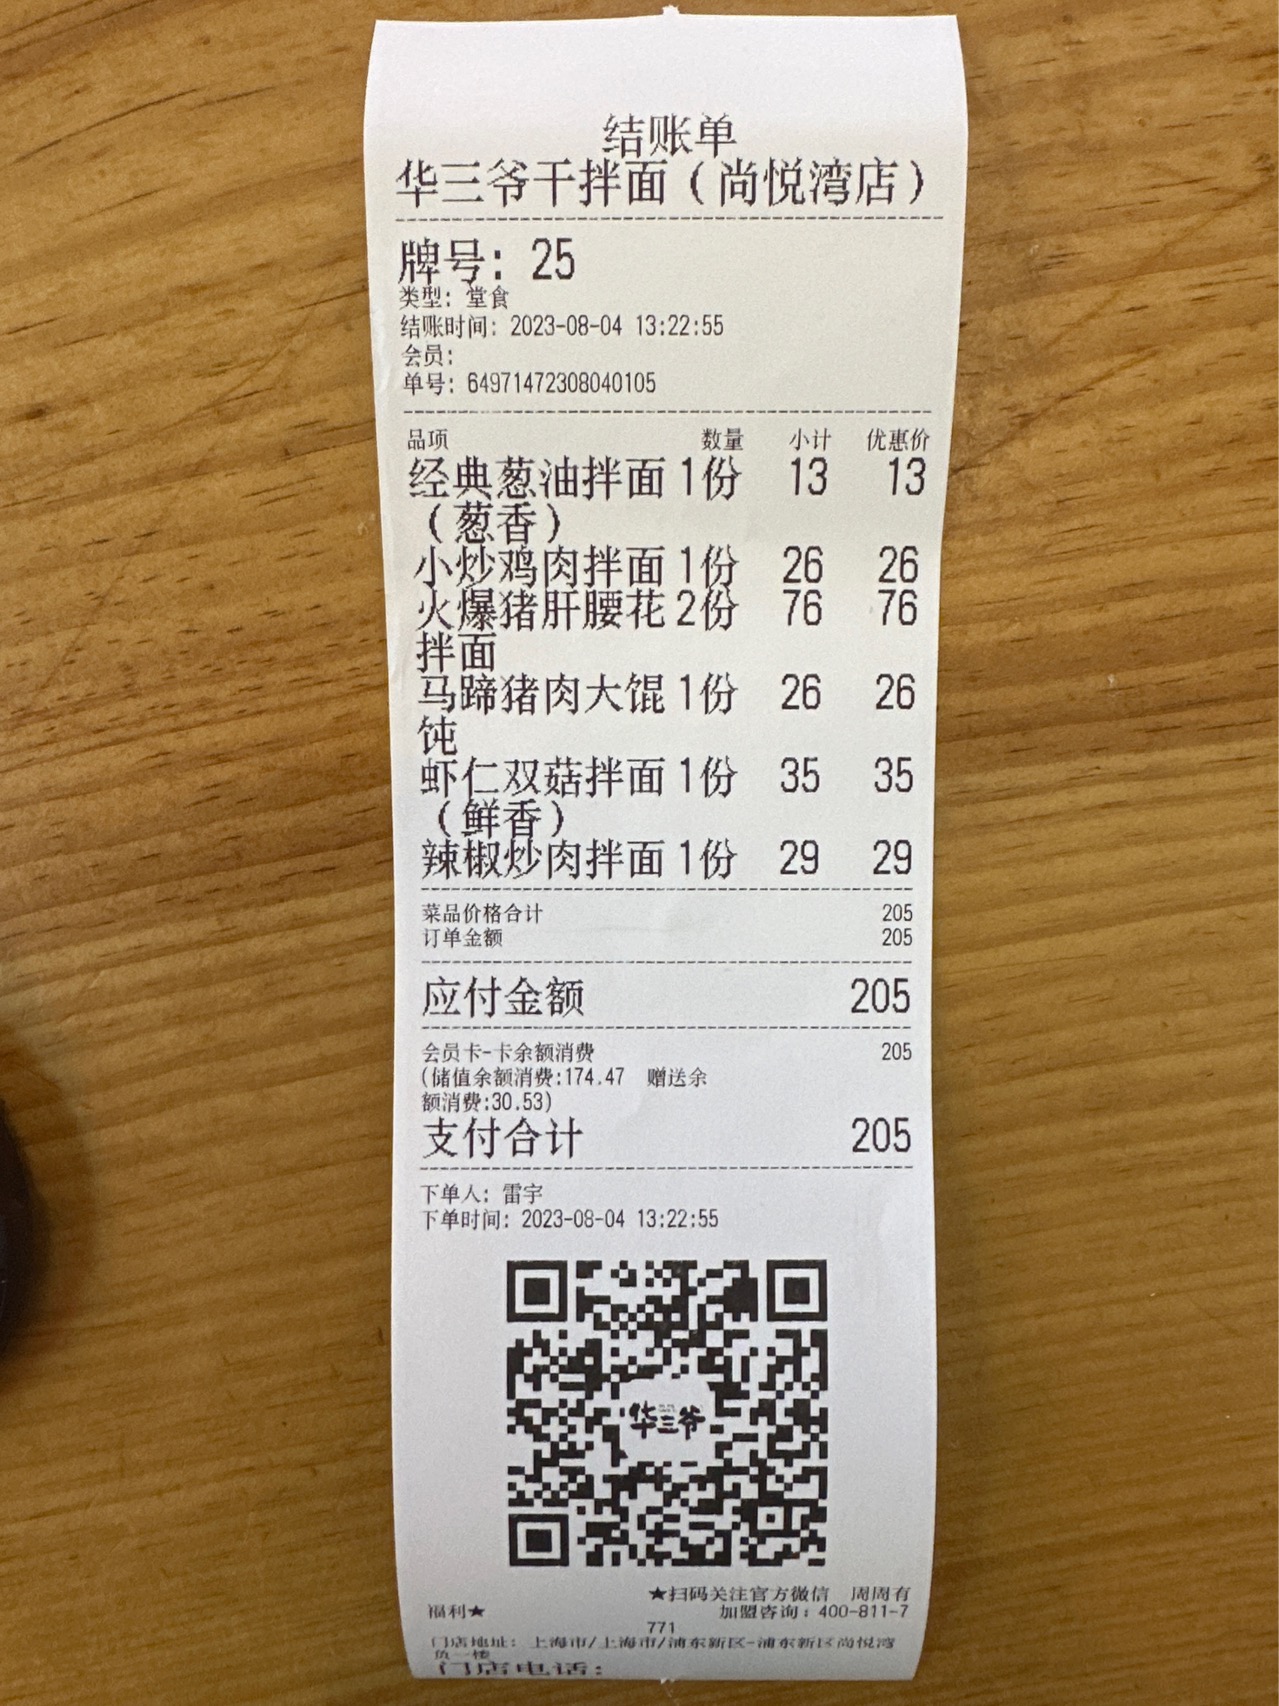 结账单
华三爷干拌面（尚悦湾店）
牌号: 25
类型: 堂食
结账时间: 2023-08-04 13:22:55
会员:
单号: 64971472308040105
品项 数量 小计 优惠价
经典葱油拌面 1份 13 13
（葱香）
小炒鸡肉拌面 1份 26 26
火爆猪肝腰花 2份 76 76
拌面
马蹄猪肉大馄 1份 26 26
饨
虾仁双菇拌面 1份 35 35
（鲜香）
辣椒炒肉拌面 1份 29 29
菜品价格合计 205
订单金额 205
应付金额 205
会员卡-卡余额消费 205
(储值余额消费:174.47 赠送余
额消费:30.53)
支付合计 205
下单人: 雷宇
下单时间: 2023-08-04 13:22:55
华三爷
★扫码关注官方微信 周周有
福利★ 加盟咨询: 400-811-7
771
门店地址: 上海市/上海市/浦东新区-浦东新区尚悦湾
负一楼
门店电话: